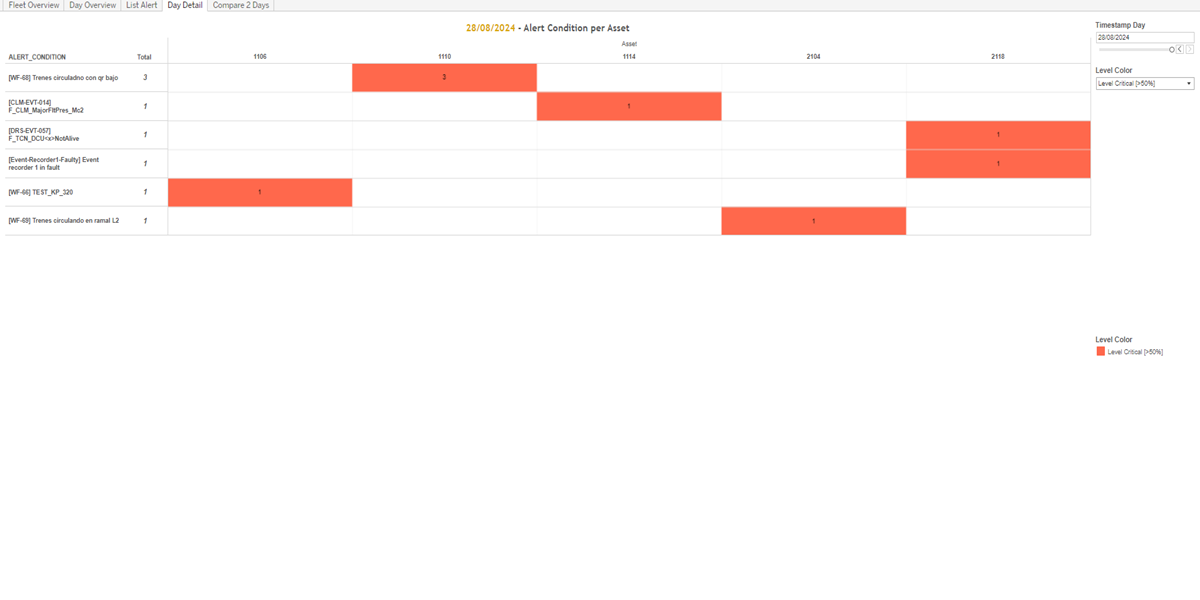 Fleet Overview Day Overview List Alert Day Detail Compare 2 Days
28/08/2024 - Alert Condition per Asset
Timestamp Day
28/08/2024
Level Color
Level Critical [>50%]
Asset
ALERT_CONDITION Total 1106 1110 1114 2104 2118
[WF-68] Trenes circuladno con qr bajo 3 3
[CLM-EVT-014]
F_CLM_MajorFltPres_Mc2 1 1
[DRS-EVT-057]
F_TCN_DCU<x>NotAlive 1 1
[Event-Recorder1-Faulty] Event
recorder 1 in fault 1 1
[WF-66] TEST_KP_320 1 1
[WF-69] Trenes circulando en ramal L2 1 1
Level Color
Level Critical [>50%]